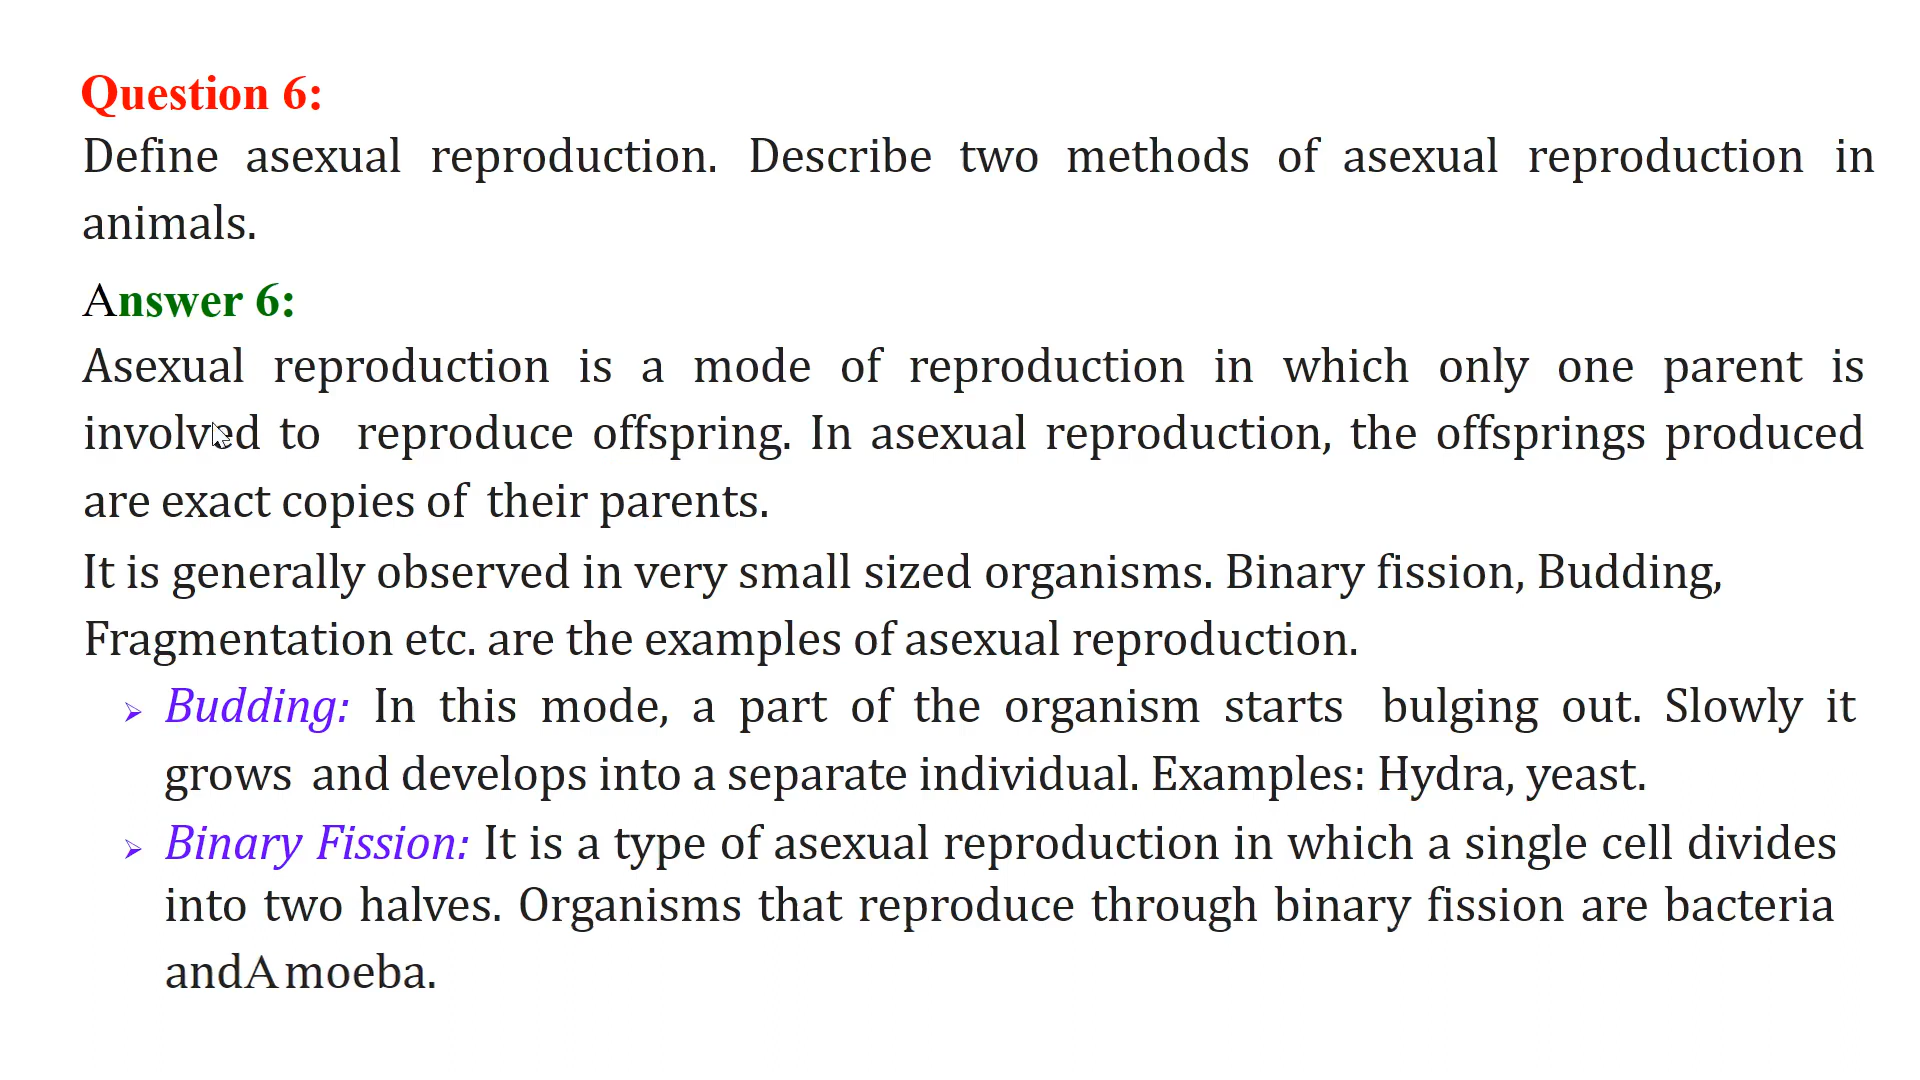 Question 6:
Define asexual reproduction. Describe two methods of asexual reproduction in
animals.
Answer 6:
Asexual reproduction is a mode of reproduction in which only one parent is
involved to reproduce offspring. In asexual reproduction, the offsprings produced
are exact copies of their parents.
It is generally observed in very small sized organisms. Binary fission, Budding,
Fragmentation etc. are the examples of asexual reproduction.
➢ Budding: In this mode, a part of the organism starts bulging out. Slowly it
grows and develops into a separate individual. Examples: Hydra, yeast.
➢ Binary Fission: It is a type of asexual reproduction in which a single cell divides
into two halves. Organisms that reproduce through binary fission are bacteria
andA moeba.